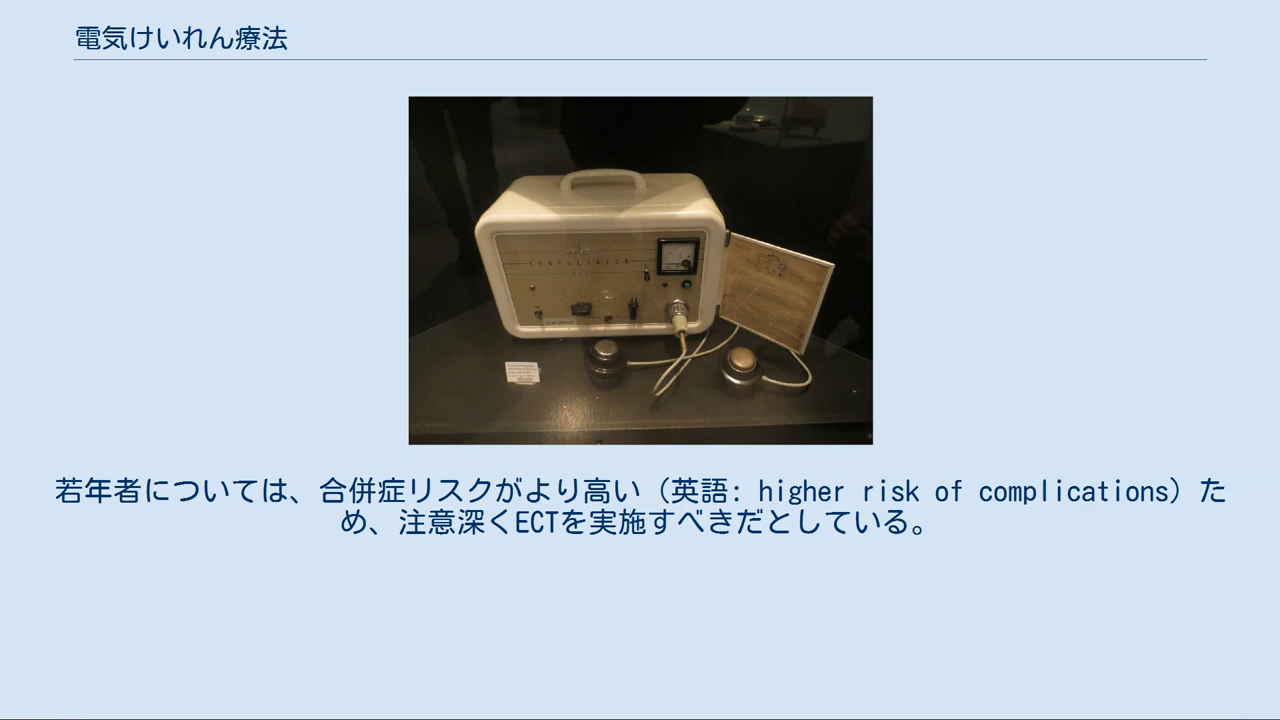 電気けいれん療法
CONVULSATOR
若年者については、合併症リスクがより高い（英語: higher risk of complications）た
め、注意深くECTを実施すべきだとしている。